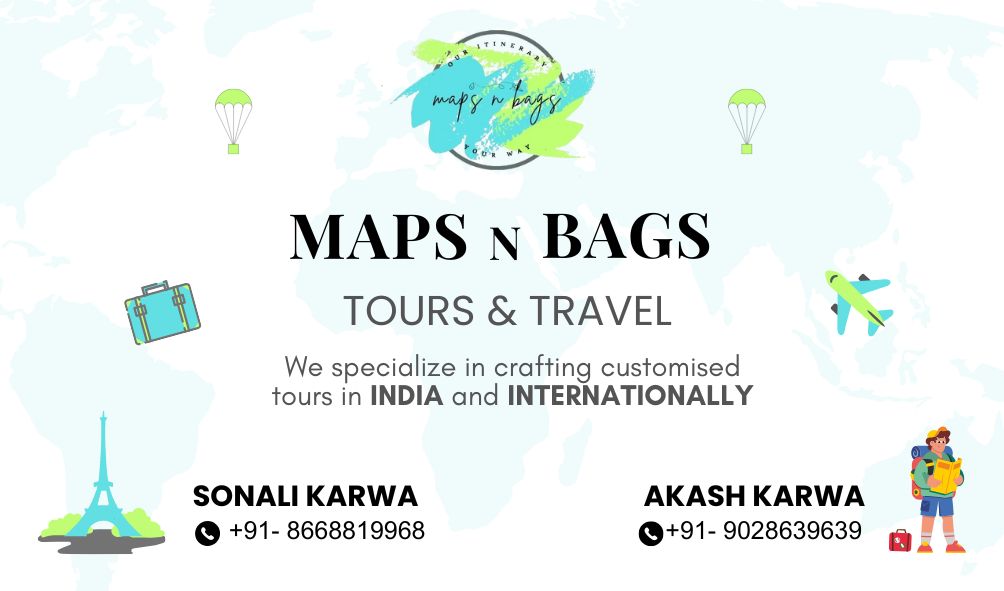 OUR ITINERARY
maps n bags
YOUR WAY
MAPS N BAGS
TOURS & TRAVEL
We specialize in crafting customised
tours in INDIA and INTERNATIONALLY
SONALI KARWA
+91- 8668819968
AKASH KARWA
+91- 9028639639